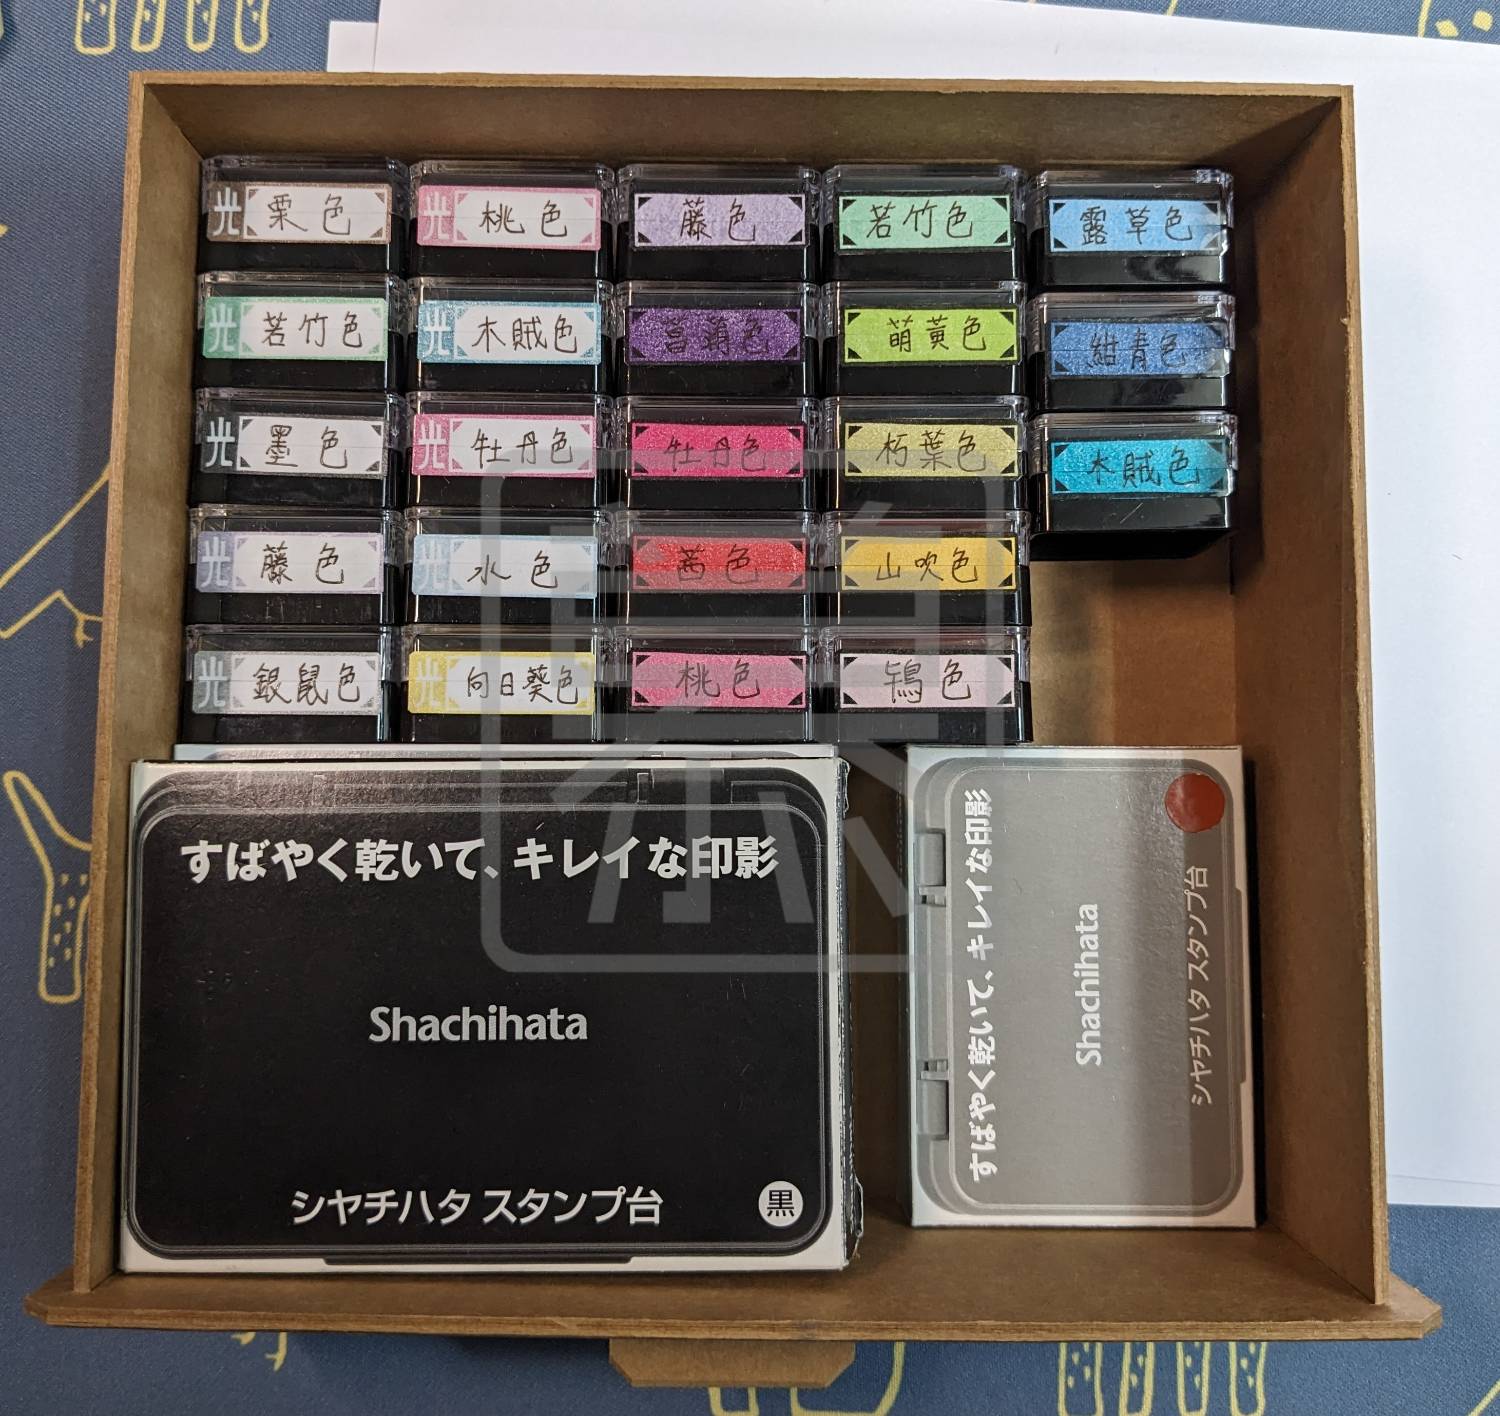 光 栗色
光 桃色
藤色
若竹色
露草色
光 若竹色
光 木賊色
菖蒲色
萌黄色
紺青色
光 墨色
光 牡丹色
牡丹色
朽葉色
木賊色
光 藤色
光 水色
茜色
山吹色
光 銀鼠色
光 向日葵色
桃色
鴇色
すばやく乾いて、キレイな印影
Shachihata
シヤチハタ スタンプ台
黒
すばやく乾いて、キレイな印影
Shachihata
シヤチハタ スタンプ台